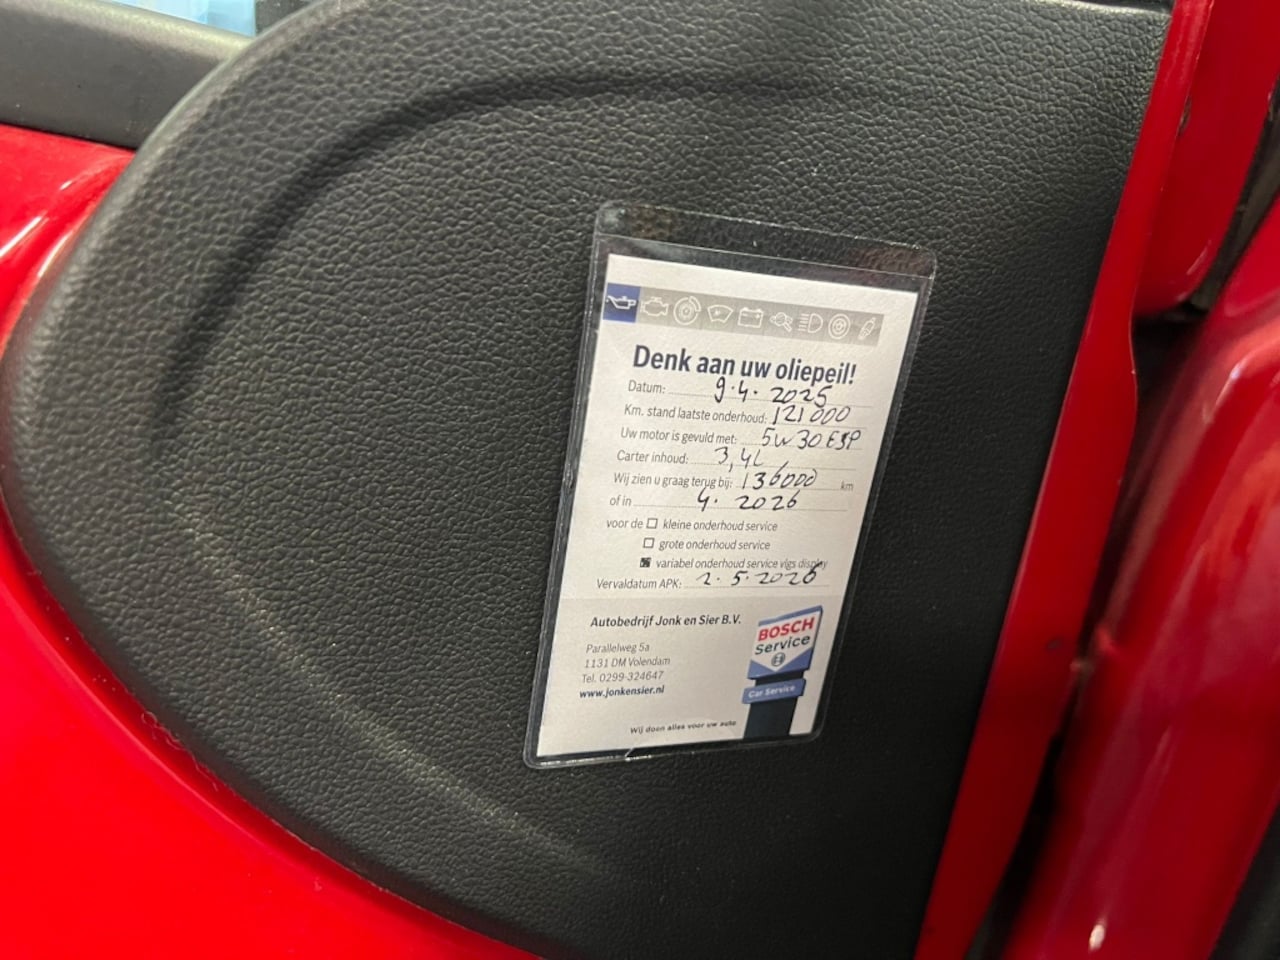 Denk aan uw oliepeil!
Datum: 9.4.2025
Km. stand laatste onderhoud: 121000
Uw motor is gevuld met: 5W30 ESP
Carter inhoud: 3,4L
Wij zien u graag terug bij: 136000 km
of in 4. 2026
voor de kleine onderhoud service
grote onderhoud service
variabel onderhoud service vlgs display
Vervaldatum APK: 2.5.2026
Autobedrijf Jonk en Sier B.V.
Parallelweg 5a
1131 DM Volendam
Tel. 0299-324647
www.jonkensier.nl
BOSCH
Service
Car Service
Wij doen alles voor uw auto